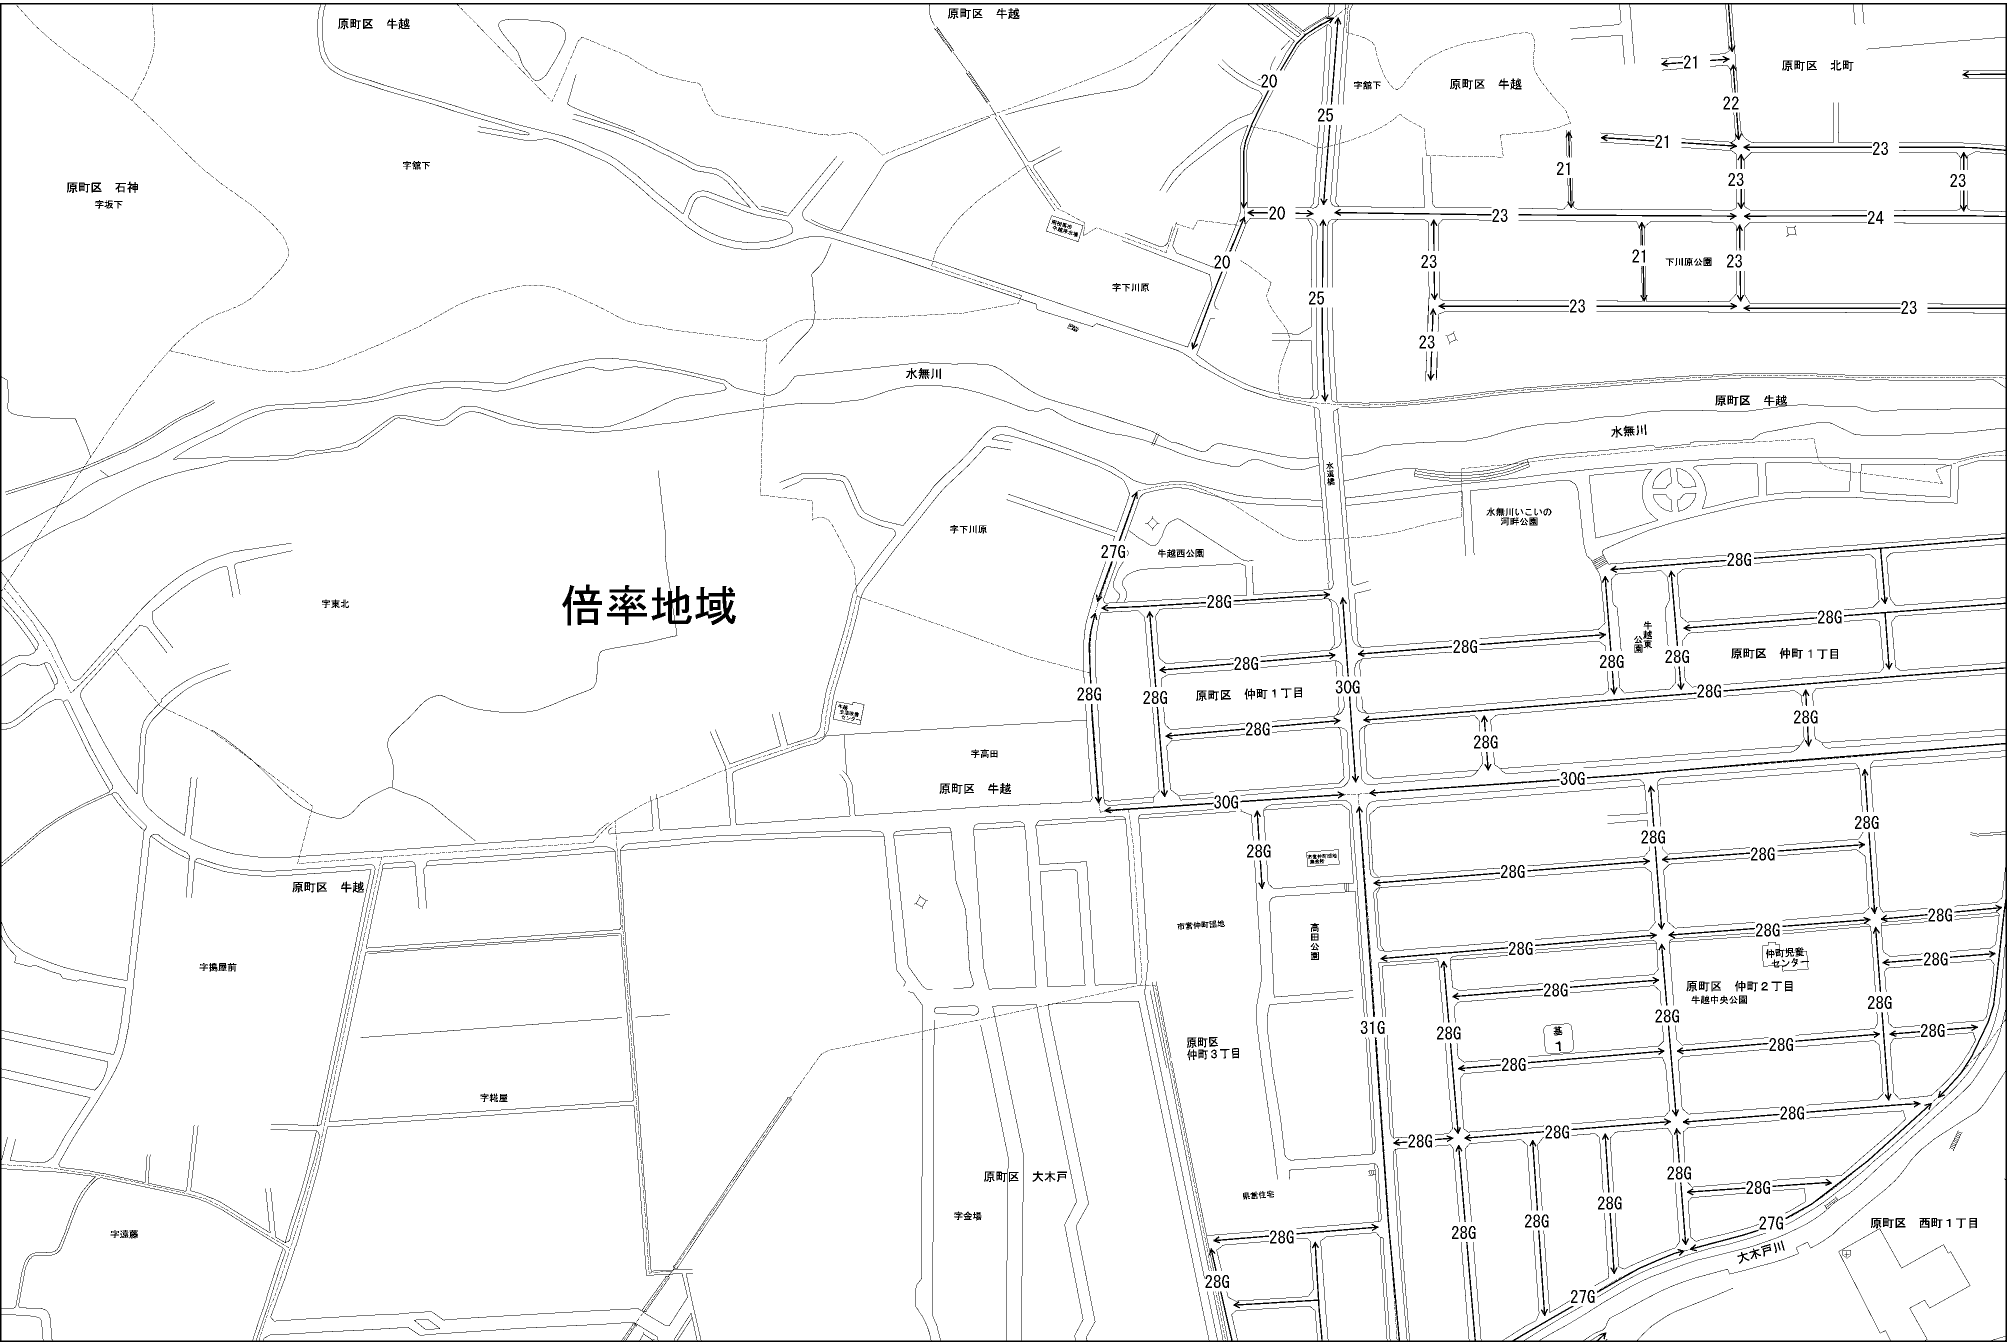 原町区 牛越
原町区 牛越
21
原町区 北町
20
字舘下
原町区 牛越
22
25
字舘下
21
23
21
原町区 石神
字坂下
23
23
20
23
24
20
23
21
23
下川原公園
字下川原
25
23
23
23
水無川
原町区 牛越
水無川
水道橋
水無川いこいの
河畔公園
字下川原
27G
牛越西公園
28G
倍率地域
字東北
28G
28G
28G
牛越東
公園
28G
28G
28G
原町区 仲町1丁目
28G
28G
原町区 仲町1丁目
30G
28G
28G
28G
28G
字高田
原町区 牛越
30G
30G
28G
28G
28G
28G
28G
原町区 牛越
市営仲町団地
高田公園
28G
28G
28G
字搗屋前
仲町児童
センター
28G
28G
原町区 仲町2丁目
牛越中央公園
28G
28G
31G
28G
28G
墓
1
28G
28G
原町区
仲町3丁目
28G
字糀屋
28G
28G
28G
原町区 大木戸
28G
28G
県営住宅
字金場
28G
28G
28G
27G
原町区 西町1丁目
字遠藤
28G
大木戸川
28G
27G